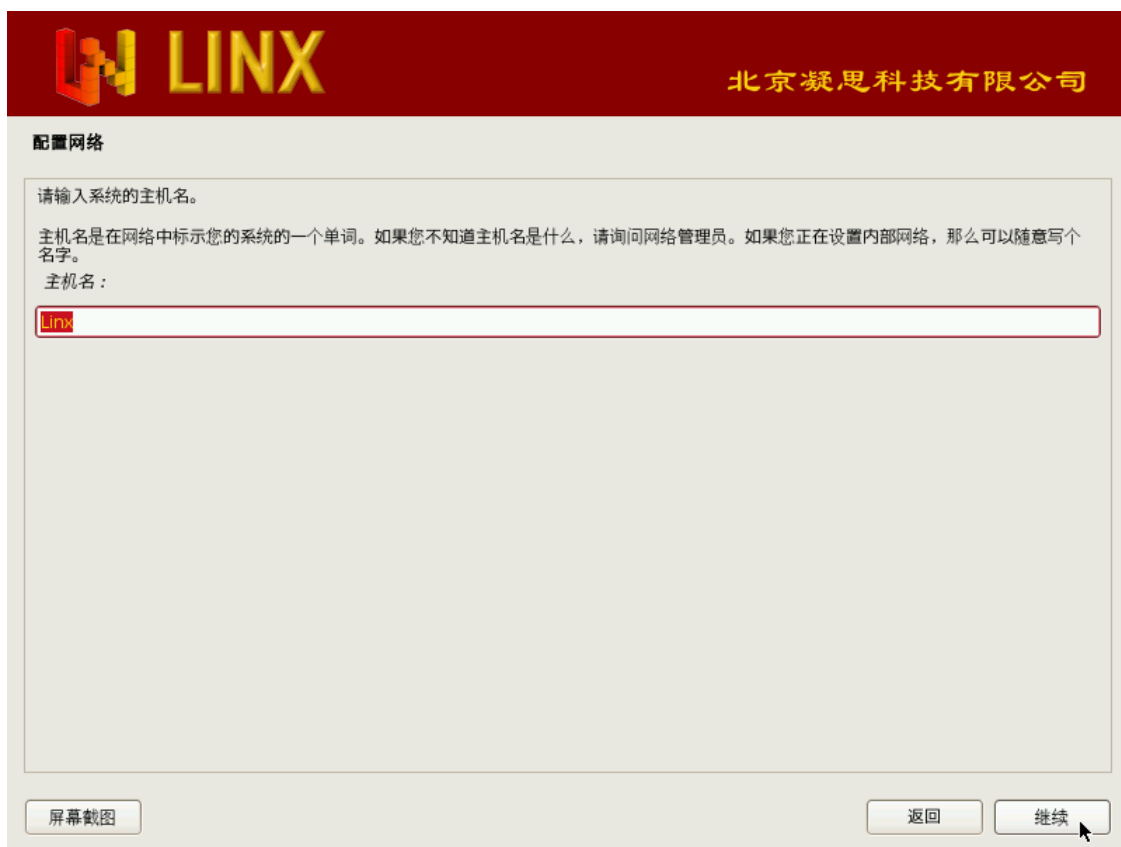 LINX
北京凝思科技有限公司
配置网络
请输入系统的主机名。
主机名是在网络中标示您的系统的一个单词。如果您不知道主机名是什么，请询问网络管理员。如果您正在设置内部网络，那么可以随意写个
名字。
主机名：
Linx
屏幕截图
返回
继续